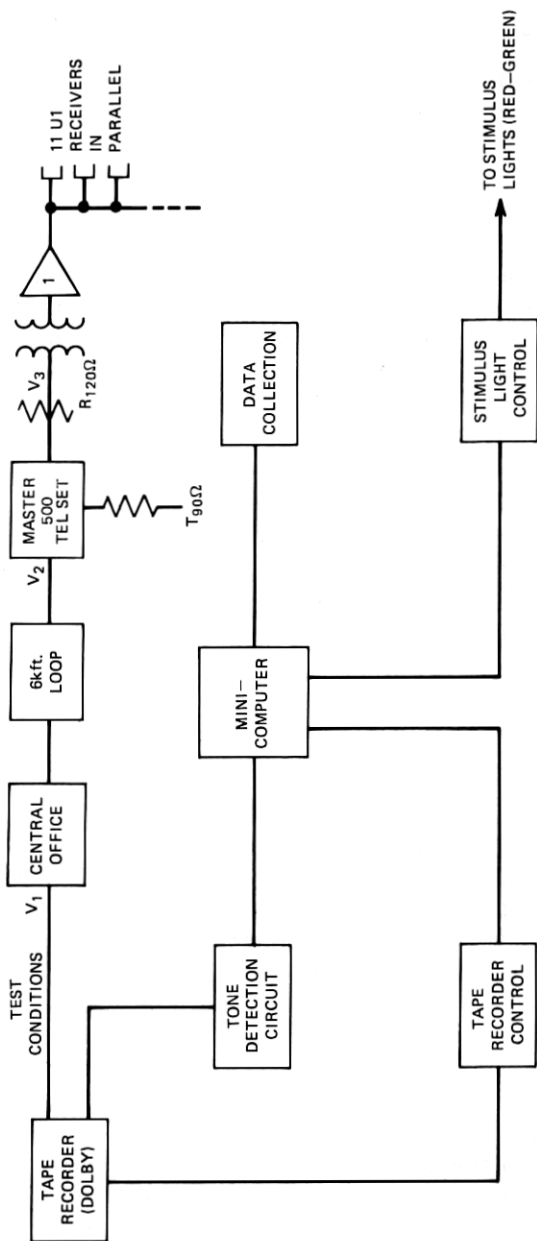 TAPE
RECORDER
(DOLBY)
TEST
CONDITIONS
V1
CENTRAL
OFFICE
6kft.
LOOP
V2
MASTER
500
TEL SET
T90Ω
V3
R120Ω
1
11 U1
RECEIVERS
IN
PARALLEL
TONE
DETECTION
CIRCUIT
MINI–
COMPUTER
DATA
COLLECTION
TAPE
RECORDER
CONTROL
STIMULUS
LIGHT
CONTROL
TO STIMULUS
LIGHTS (RED–GREEN)